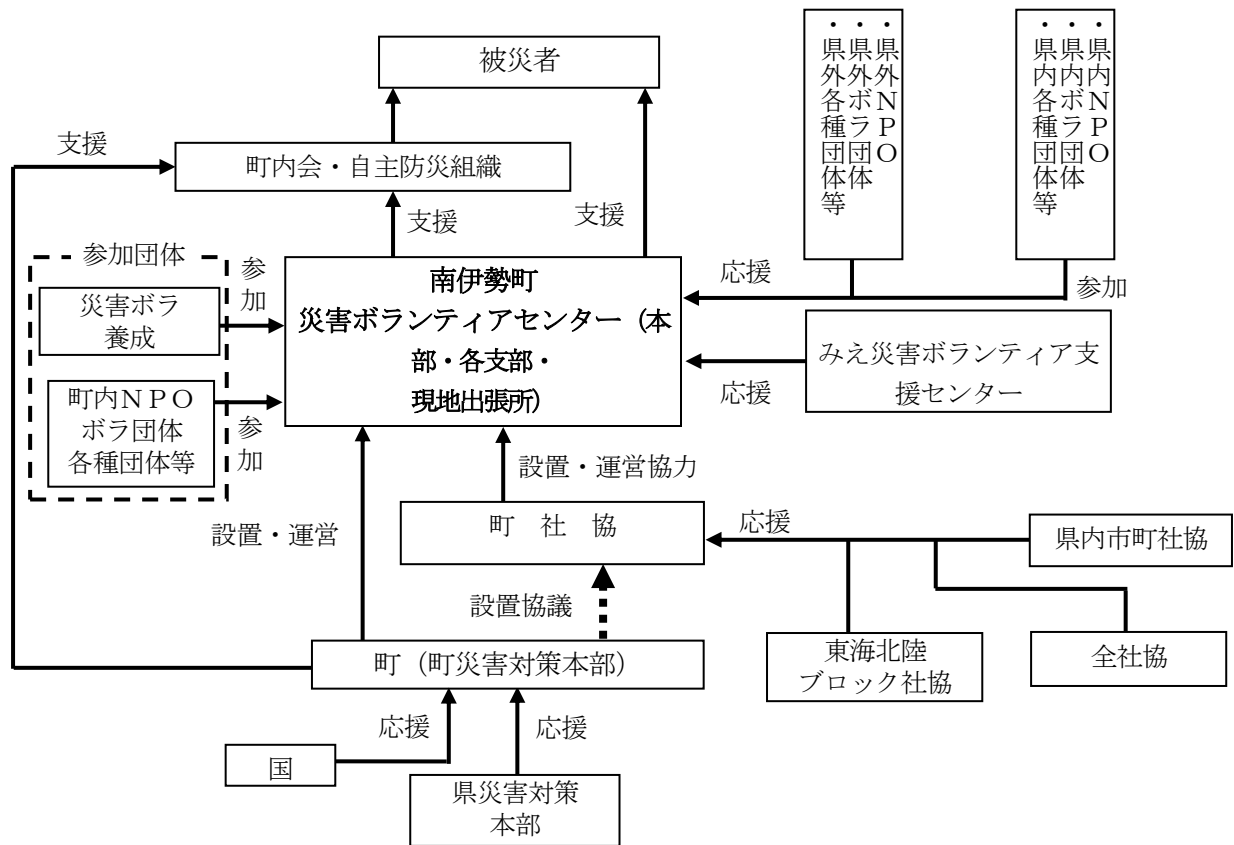 被災者
・県外NPO
・県外ボラ団体
・県外各種団体等
・県内NPO
・県内ボラ団体
・県内各種団体等
支援
町内会・自主防災組織
支援
支援
参加団体
災害ボラ
養成
参加
町内NPO
ボラ団体
各種団体等
参加
南伊勢町
災害ボランティアセンター（本
部・各支部・
現地出張所）
応援
参加
みえ災害ボランティア支
援センター
応援
設置・運営協力
設置・運営
町 社 協
応援
県内市町社協
設置協議
東海北陸
ブロック社協
全社協
町（町災害対策本部）
応援
応援
国
県災害対策
本部